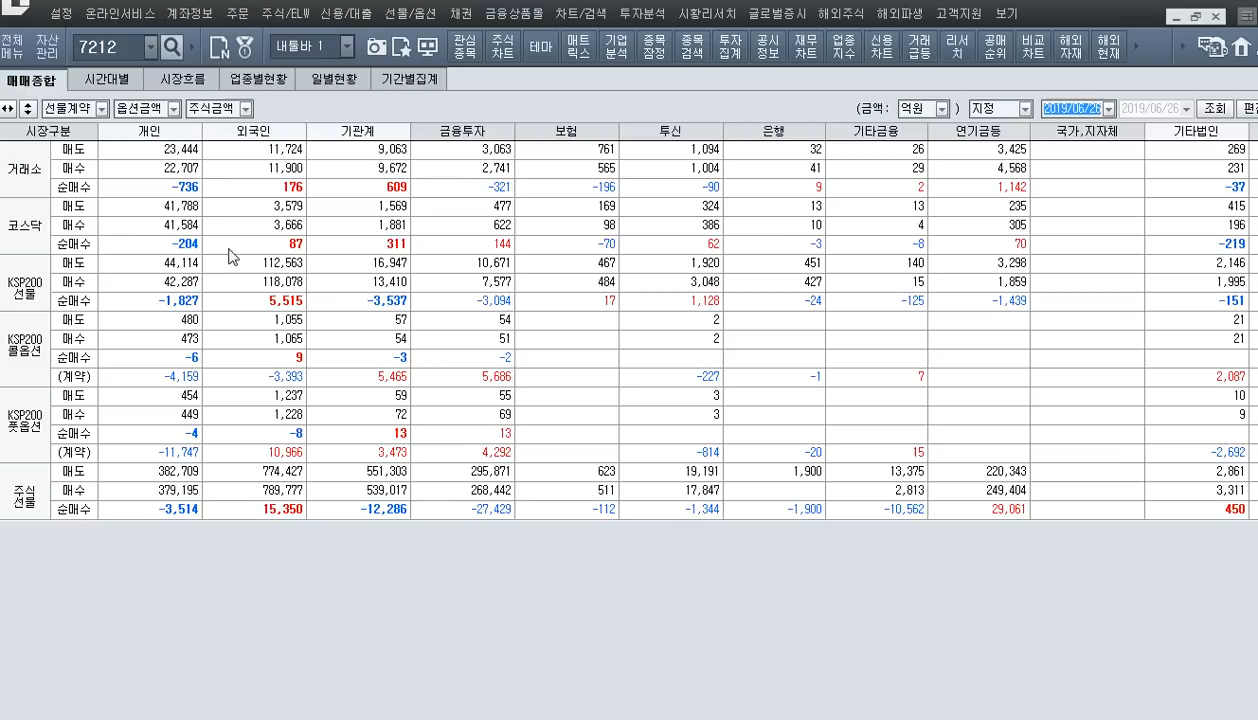 설정 온라인서비스 계좌정보 주문 주식/ELW 신용/대출 선물/옵션 채권 금융상품몰 차트/검색 투자분석 시황리서치 글로벌증시 해외주식 해외파생 고객지원 보기
전체메뉴 자산관리 7212 내툴바 1 관심종목 주식차트 테마 매트릭스 기업분석 종목잠정 종목검색 투자집계 공시정보 재무차트 업종지수 신용차트 거래급등 리서치 공매순위 비교차트 해외자재 해외현재
매매종합 시간대별 시장흐름 업종별현황 일별현황 기간별집계
선물계약 옵션금액 주식금액 (금액: 억원 ) 지정 2019/06/26 2019/06/26 조회
시장구분 개인 외국인 기관계 금융투자 보험 투신 은행 기타금융 연기금등 국가,지자체 기타법인
거래소 매도 23,444 11,724 9,063 3,063 761 1,094 32 26 3,425 269
매수 22,707 11,900 9,672 2,741 565 1,004 41 29 4,568 231
순매수 -736 176 609 -321 -196 -90 9 2 1,142 -37
코스닥 매도 41,788 3,579 1,569 477 169 324 13 13 235 415
매수 41,584 3,666 1,881 622 98 386 10 4 305 196
순매수 -204 87 311 144 -70 62 -3 -8 70 -219
KSP200 선물 매도 44,114 112,563 16,947 10,671 467 1,920 451 140 3,298 2,146
매수 42,287 118,078 13,410 7,577 484 3,048 427 15 1,859 1,995
순매수 -1,827 5,515 -3,537 -3,094 17 1,128 -24 -125 -1,439 -151
KSP200 콜옵션 매도 480 1,055 57 54 2 21
매수 473 1,065 54 51 2 21
순매수 -6 9 -3 -2
(계약) -4,159 -3,393 5,465 5,686 -227 -1 7 2,087
KSP200 풋옵션 매도 454 1,237 59 55 3 10
매수 449 1,228 72 69 3 9
순매수 -4 -8 13 13
(계약) -11,747 10,966 3,473 4,292 -814 -20 15 -2,692
주식 선물 매도 382,709 774,427 551,303 295,871 623 19,191 1,900 13,375 220,343 2,861
매수 379,195 789,777 539,017 268,442 511 17,847 2,813 249,404 3,311
순매수 -3,514 15,350 -12,286 -27,429 -112 -1,344 -1,900 -10,562 29,061 450